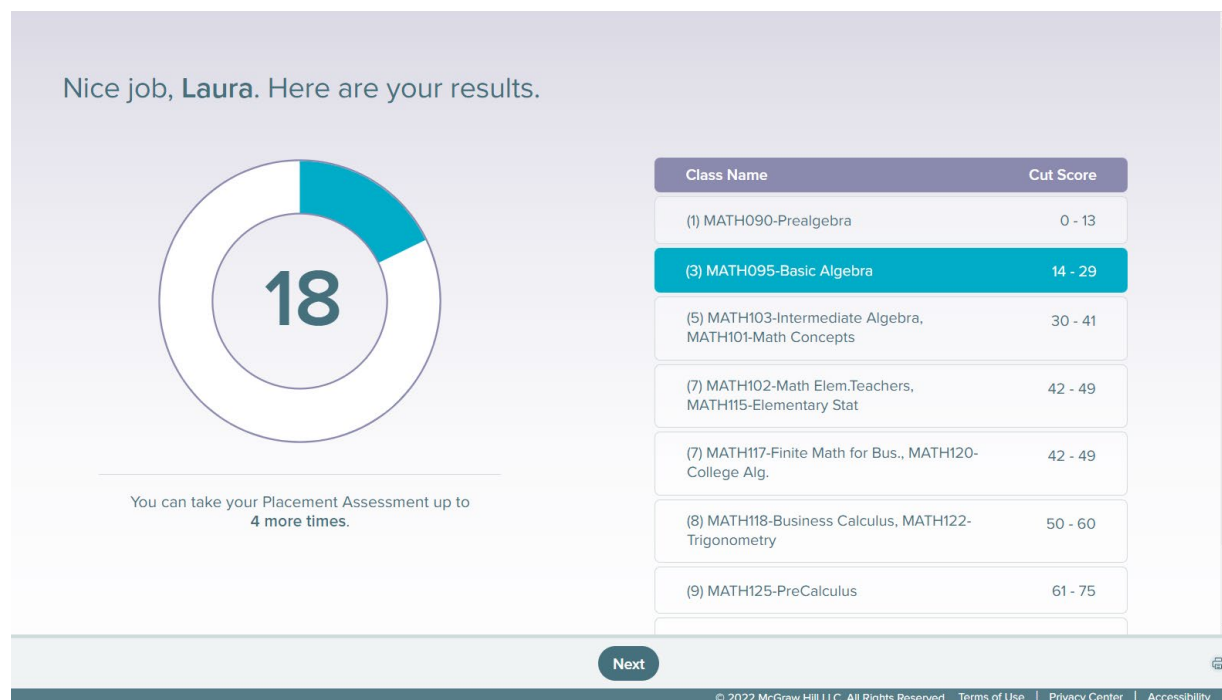 Nice job, Laura. Here are your results.
18
You can take your Placement Assessment up to
4 more times.
Class Name Cut Score
(1) MATH090-Prealgebra 0 - 13
(3) MATH095-Basic Algebra 14 - 29
(5) MATH103-Intermediate Algebra,
MATH101-Math Concepts 30 - 41
(7) MATH102-Math Elem.Teachers,
MATH115-Elementary Stat 42 - 49
(7) MATH117-Finite Math for Bus., MATH120-
College Alg. 42 - 49
(8) MATH118-Business Calculus, MATH122-
Trigonometry 50 - 60
(9) MATH125-PreCalculus 61 - 75
Next
© 2022 McGraw Hill LLC. All Rights Reserved. Terms of Use | Privacy Center | Accessibility